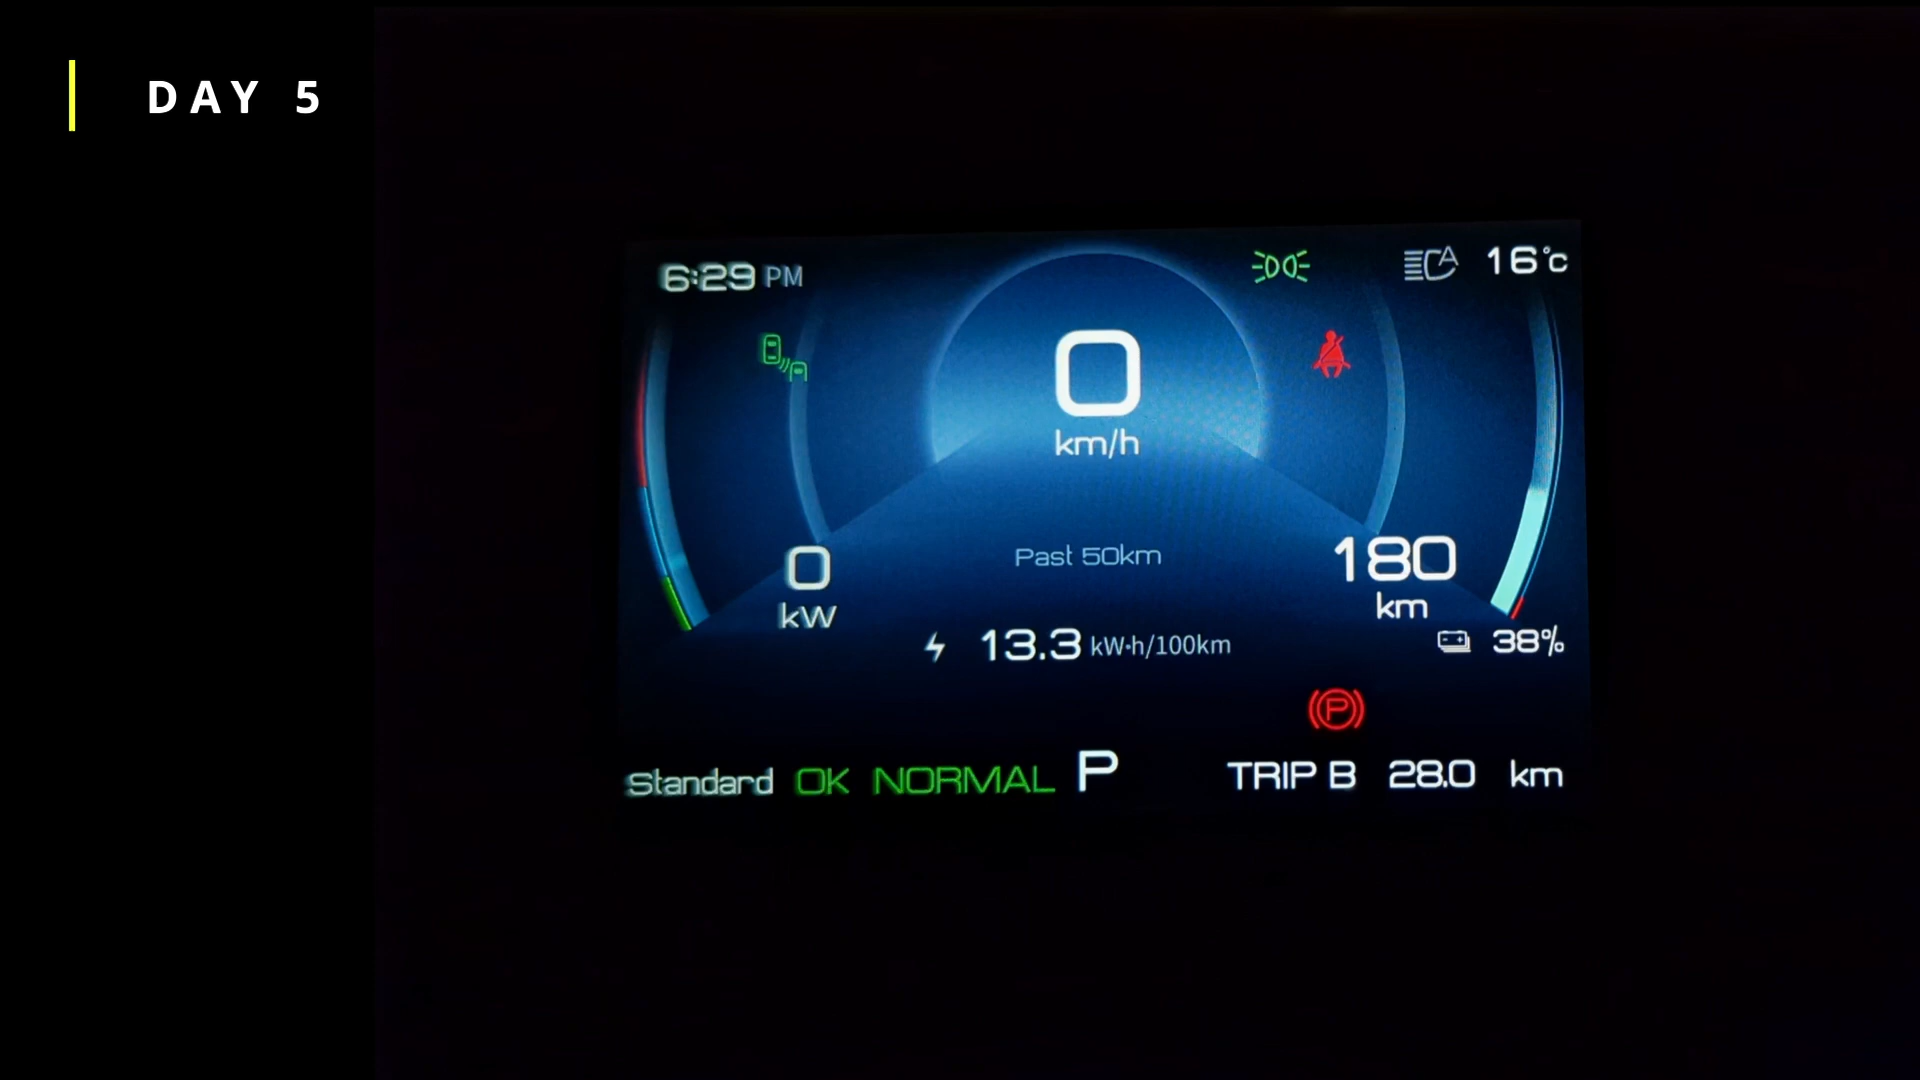 DAY 5
6:29 PM
16°C
0
km/h
0
kW
Past 50km
180
km
13.3 kW·h/100km
38%
P
Standard OK NORMAL P
TRIP B 28.0 km